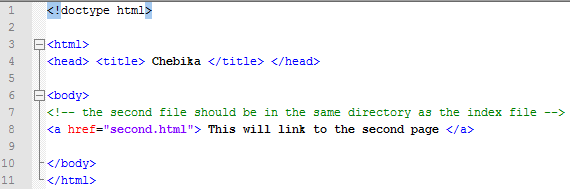 1 <!doctype html>
2
3 <html>
4 <head> <title> Chebika </title> </head>
5
6 <body>
7 <!-- the second file should be in the same directory as the index file -->
8 <a href="second.html"> This will link to the second page </a>
9
10 </body>
11 </html>